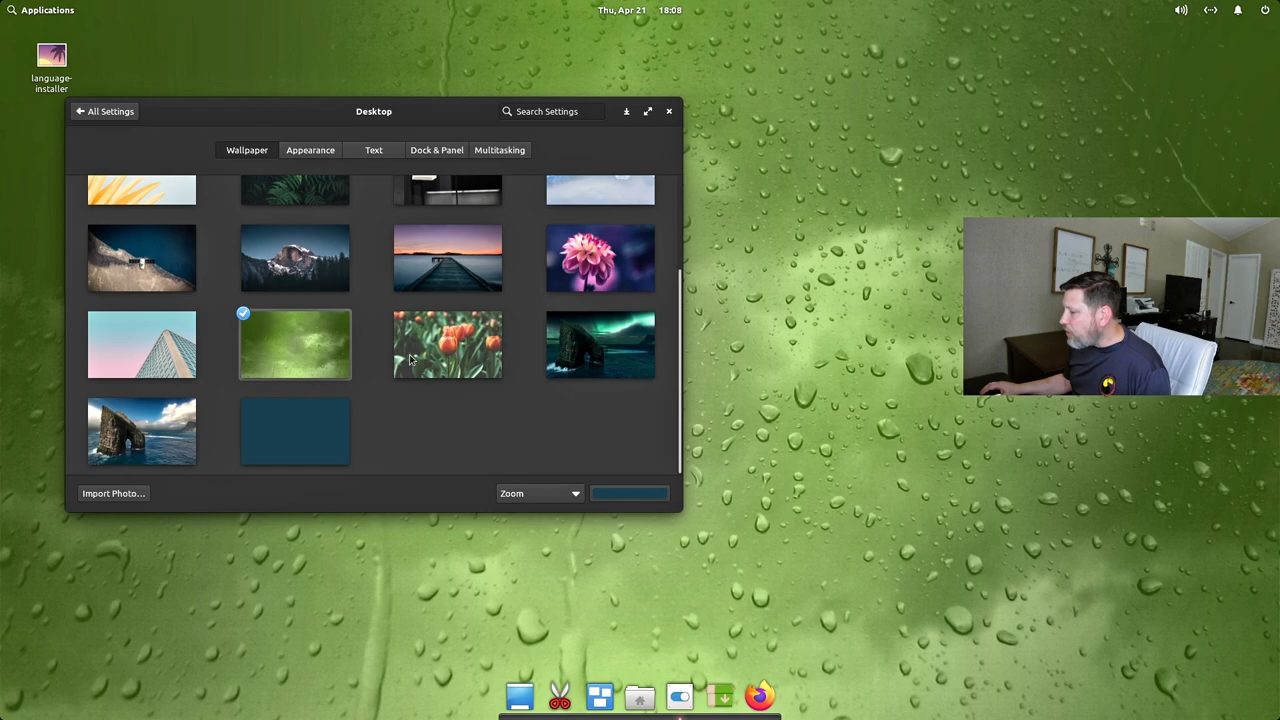 Applications
Thu, Apr 21 18:08
language-
installer
All Settings
Desktop
Search Settings
Wallpaper
Appearance
Text
Dock & Panel
Multitasking
Import Photo...
Zoom